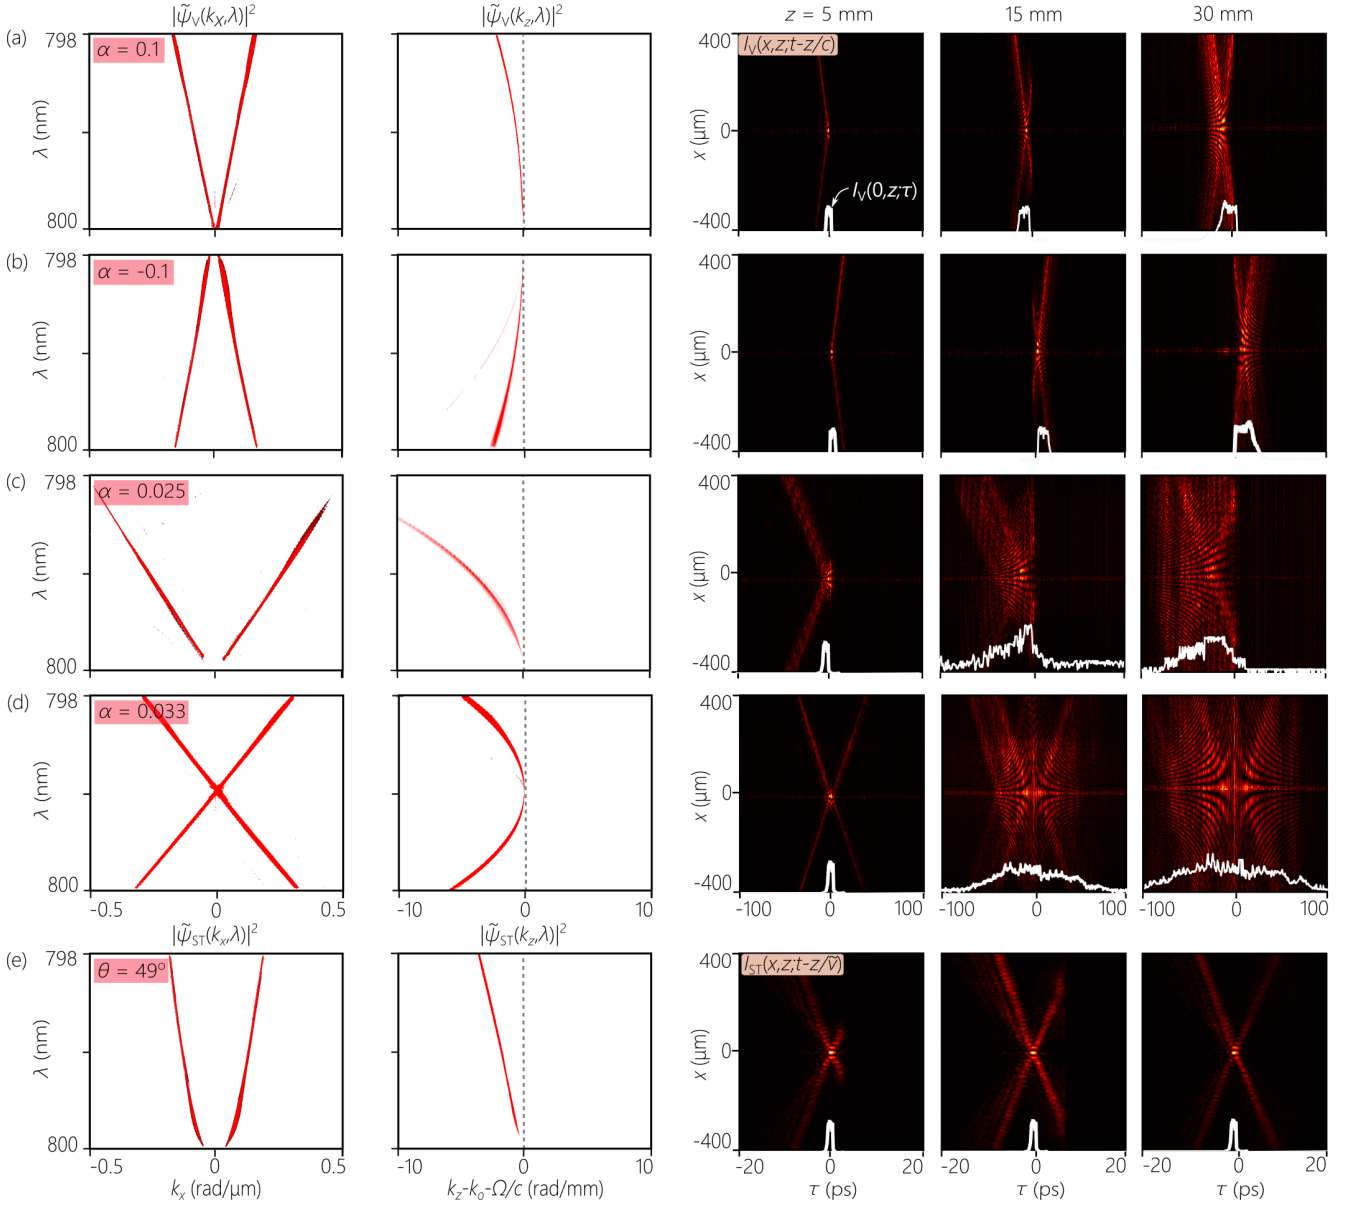 |ψ̃V(kX,λ)|² |ψ̃V(kz,λ)|² z = 5 mm 15 mm 30 mm
(a) 798 α = 0.1 400 IV(x,z;t-z/c)
λ (nm) x (µm) 0
IV(0,z;τ)
800 -400
(b) 798 α = -0.1 400
λ (nm) x (µm) 0
800 -400
(c) 798 α = 0.025 400
λ (nm) x (µm) 0
800 -400
(d) 798 α = 0.033 400
λ (nm) x (µm) 0
800 -400
-0.5 0 0.5 -10 0 10 -100 0 100 -100 0 100 -100 0 100
|ψ̃ST(kx,λ)|² |ψ̃ST(kz,λ)|²
(e) 798 θ = 49° 400 IST(x,z;t-z/ṽ)
λ (nm) x (µm) 0
800 -400
-0.5 0 0.5 -10 0 10 -20 0 20 -20 0 20 -20 0 20
kx (rad/µm) kz-ko-Ω/c (rad/mm) τ (ps) τ (ps) τ (ps)